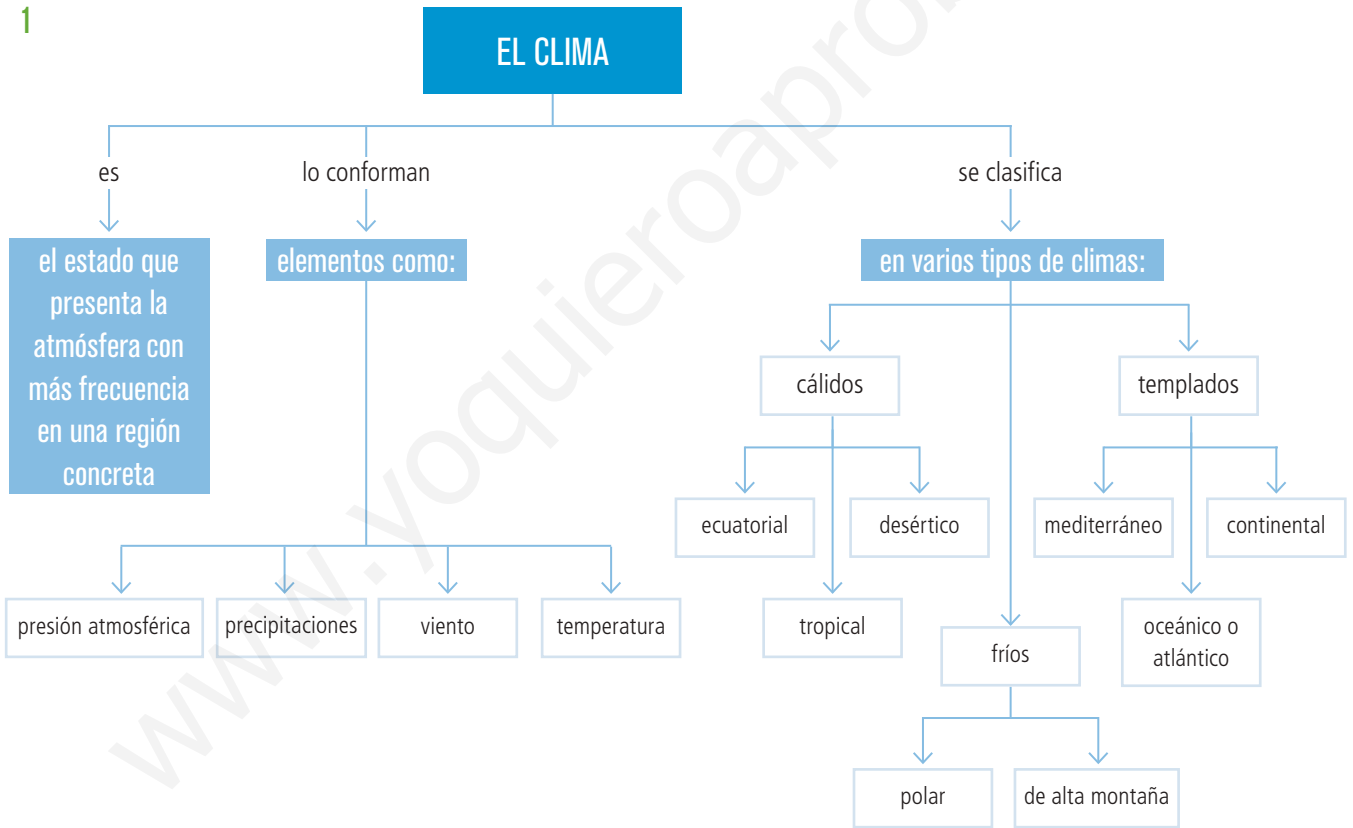 1
EL CLIMA
es
el estado que
presenta la
atmósfera con
más frecuencia
en una región
concreta
lo conforman
elementos como:
presión atmosférica
precipitaciones
viento
temperatura
se clasifica
en varios tipos de climas:
cálidos
ecuatorial
desértico
tropical
fríos
polar
de alta montaña
templados
mediterráneo
continental
oceánico o
atlántico
www.yoquieroapro